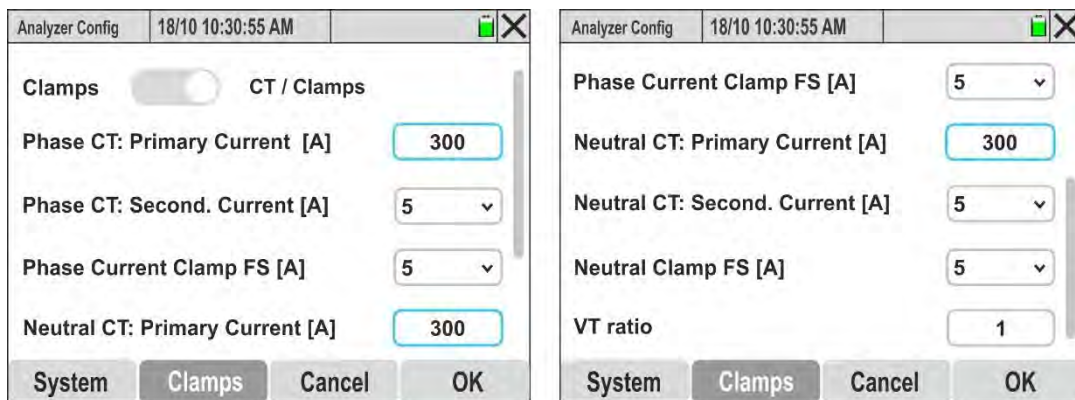 Analyzer Config 18/10 10:30:55 AM
Clamps CT / Clamps
Phase CT: Primary Current [A] 300
Phase CT: Second. Current [A] 5
Phase Current Clamp FS [A] 5
Neutral CT: Primary Current [A] 300
System Clamps Cancel OK
Analyzer Config 18/10 10:30:55 AM
Phase Current Clamp FS [A] 5
Neutral CT: Primary Current [A] 300
Neutral CT: Second. Current [A] 5
Neutral Clamp FS [A] 5
VT ratio 1
System Clamps Cancel OK